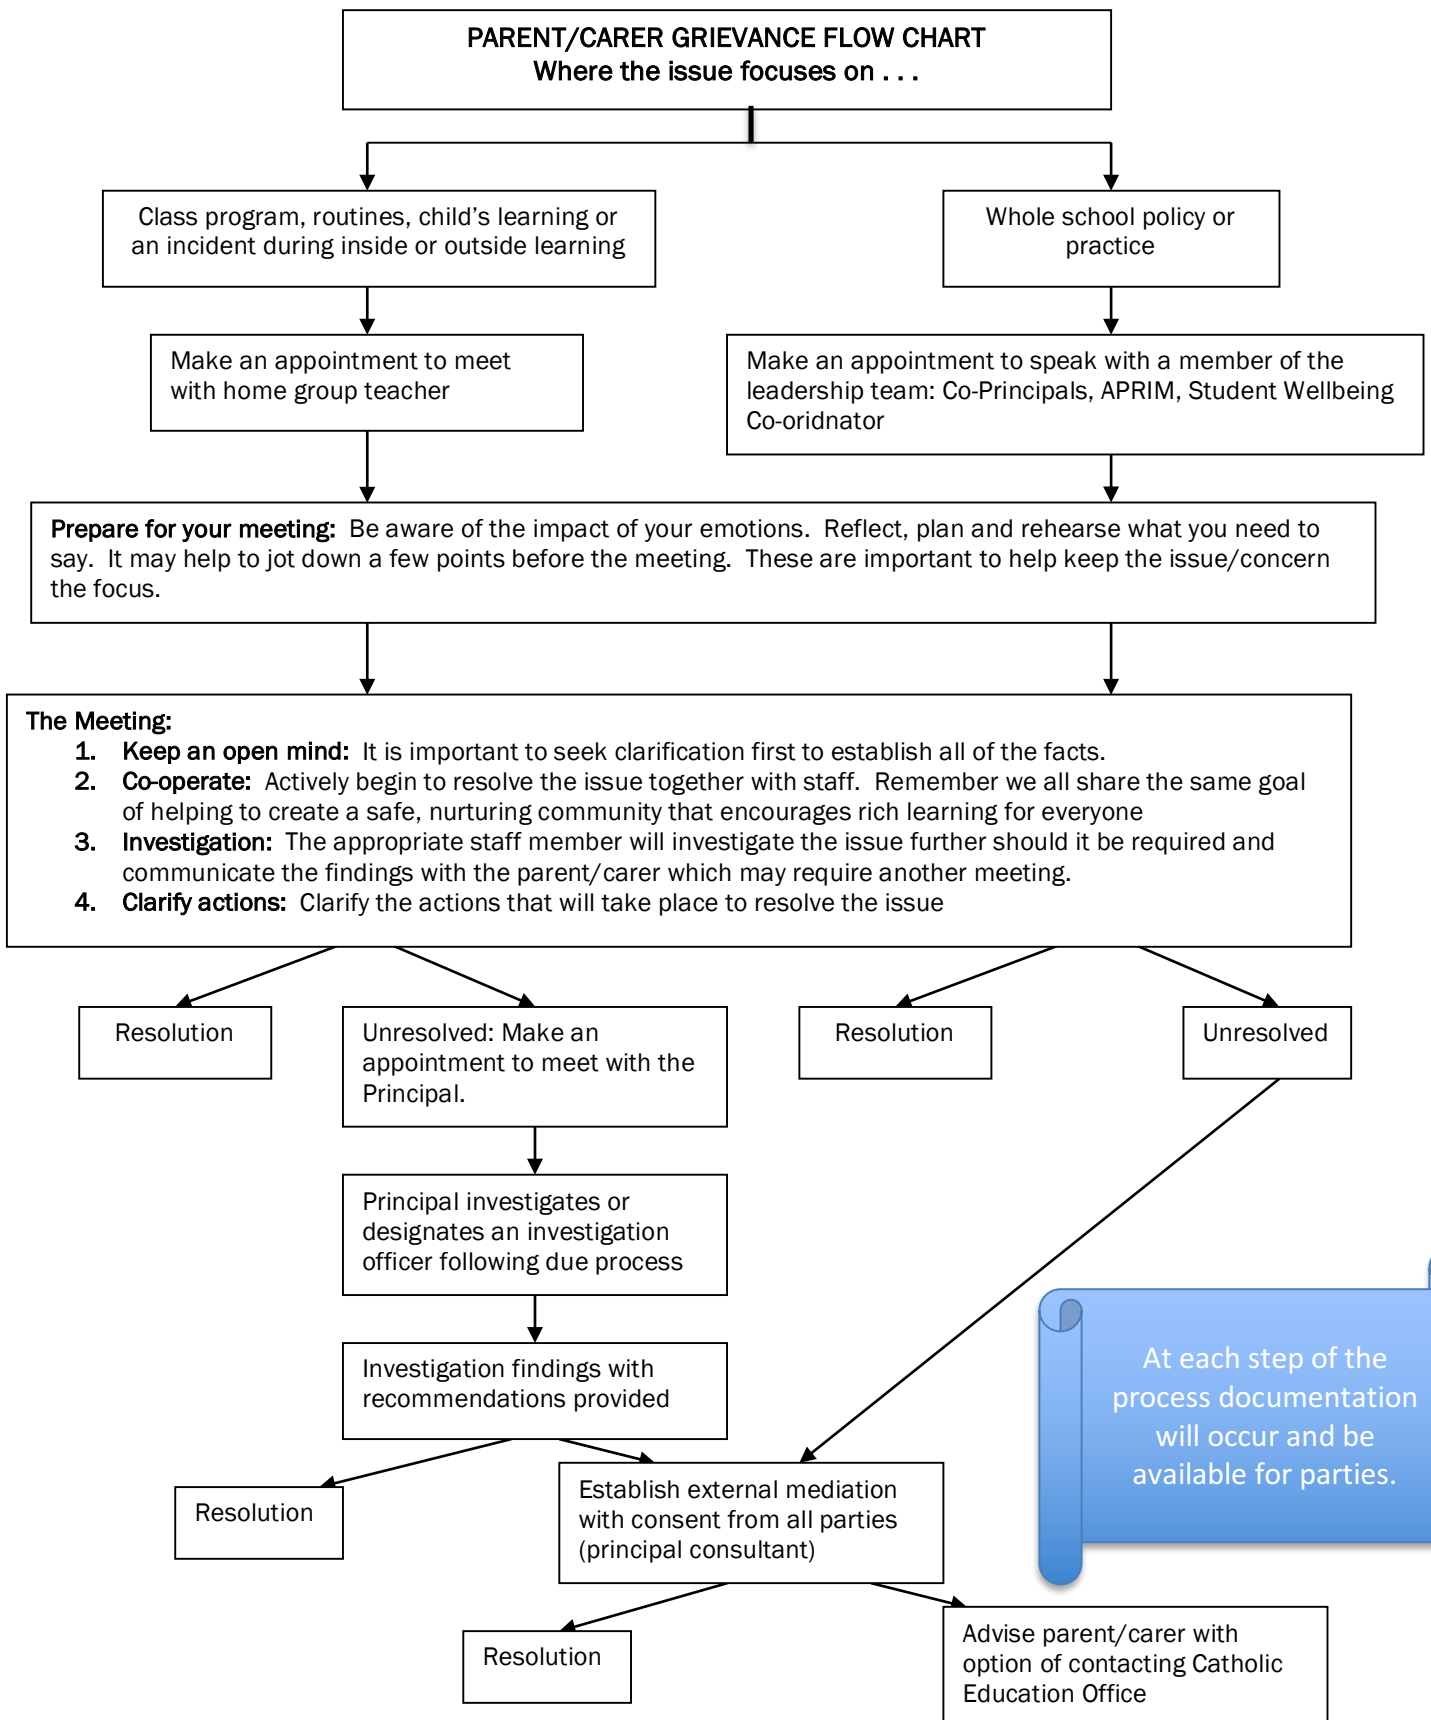 PARENT/CARER GRIEVANCE FLOW CHART
Where the issue focuses on . . .
Class program, routines, child’s learning or
an incident during inside or outside learning
Whole school policy or
practice
Make an appointment to meet
with home group teacher
Make an appointment to speak with a member of the
leadership team: Co-Principals, APRIM, Student Wellbeing
Co-oridnator
Prepare for your meeting: Be aware of the impact of your emotions. Reflect, plan and rehearse what you need to
say. It may help to jot down a few points before the meeting. These are important to help keep the issue/concern
the focus.
The Meeting:
1. Keep an open mind: It is important to seek clarification first to establish all of the facts.
2. Co-operate: Actively begin to resolve the issue together with staff. Remember we all share the same goal
of helping to create a safe, nurturing community that encourages rich learning for everyone
3. Investigation: The appropriate staff member will investigate the issue further should it be required and
communicate the findings with the parent/carer which may require another meeting.
4. Clarify actions: Clarify the actions that will take place to resolve the issue
Resolution
Unresolved: Make an
appointment to meet with the
Principal.
Resolution
Unresolved
Principal investigates or
designates an investigation
officer following due process
Investigation findings with
recommendations provided
At each step of the
process documentation
will occur and be
available for parties.
Resolution
Establish external mediation
with consent from all parties
(principal consultant)
Resolution
Advise parent/carer with
option of contacting Catholic
Education Office